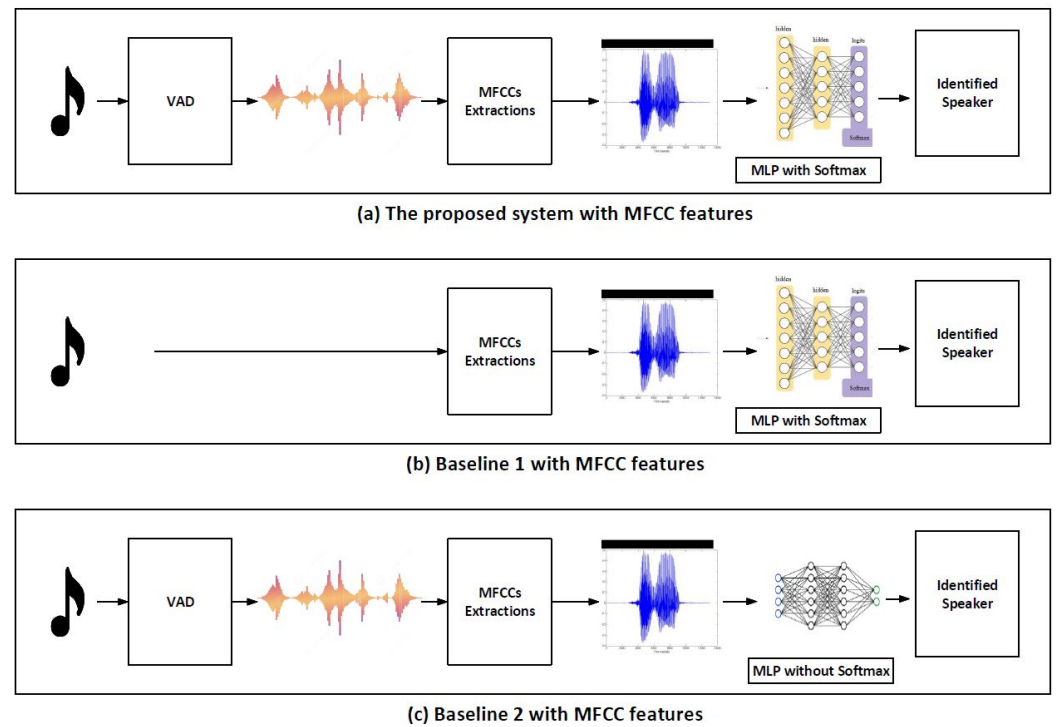 hidden
hidden
logits
VAD
MFCCs
Extractions
Identified
Speaker
Softmax
MLP with Softmax
(a) The proposed system with MFCC features
hidden
hidden
logits
MFCCs
Extractions
Identified
Speaker
Softmax
MLP with Softmax
(b) Baseline 1 with MFCC features
VAD
MFCCs
Extractions
Identified
Speaker
MLP without Softmax
(c) Baseline 2 with MFCC features